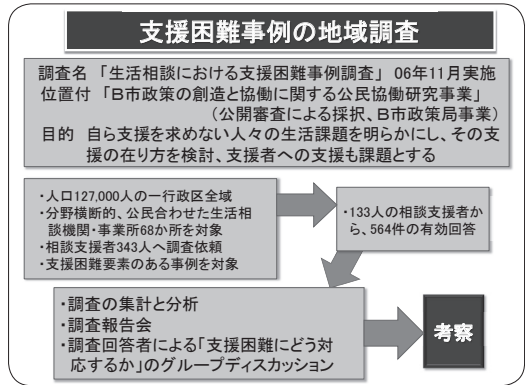 支援困難事例の地域調査
調査名 「生活相談における支援困難事例調査」 06年11月実施
位置付 「B市政策の創造と協働に関する公民協働研究事業」
（公開審査による採択、B市政策局事業）
目的 自ら支援を求めない人々の生活課題を明らかにし、その支
援の在り方を検討、支援者への支援も課題とする
・人口127,000人の一行政区全域
・分野横断的、公民合わせた生活相
談機関・事業所68か所を対象
・相談支援者343人へ調査依頼
・支援困難要素のある事例を対象
・133人の相談支援者か
ら、564件の有効回答
・調査の集計と分析
・調査報告会
・調査回答者による「支援困難にどう対
応するか」のグループディスカッション
考察